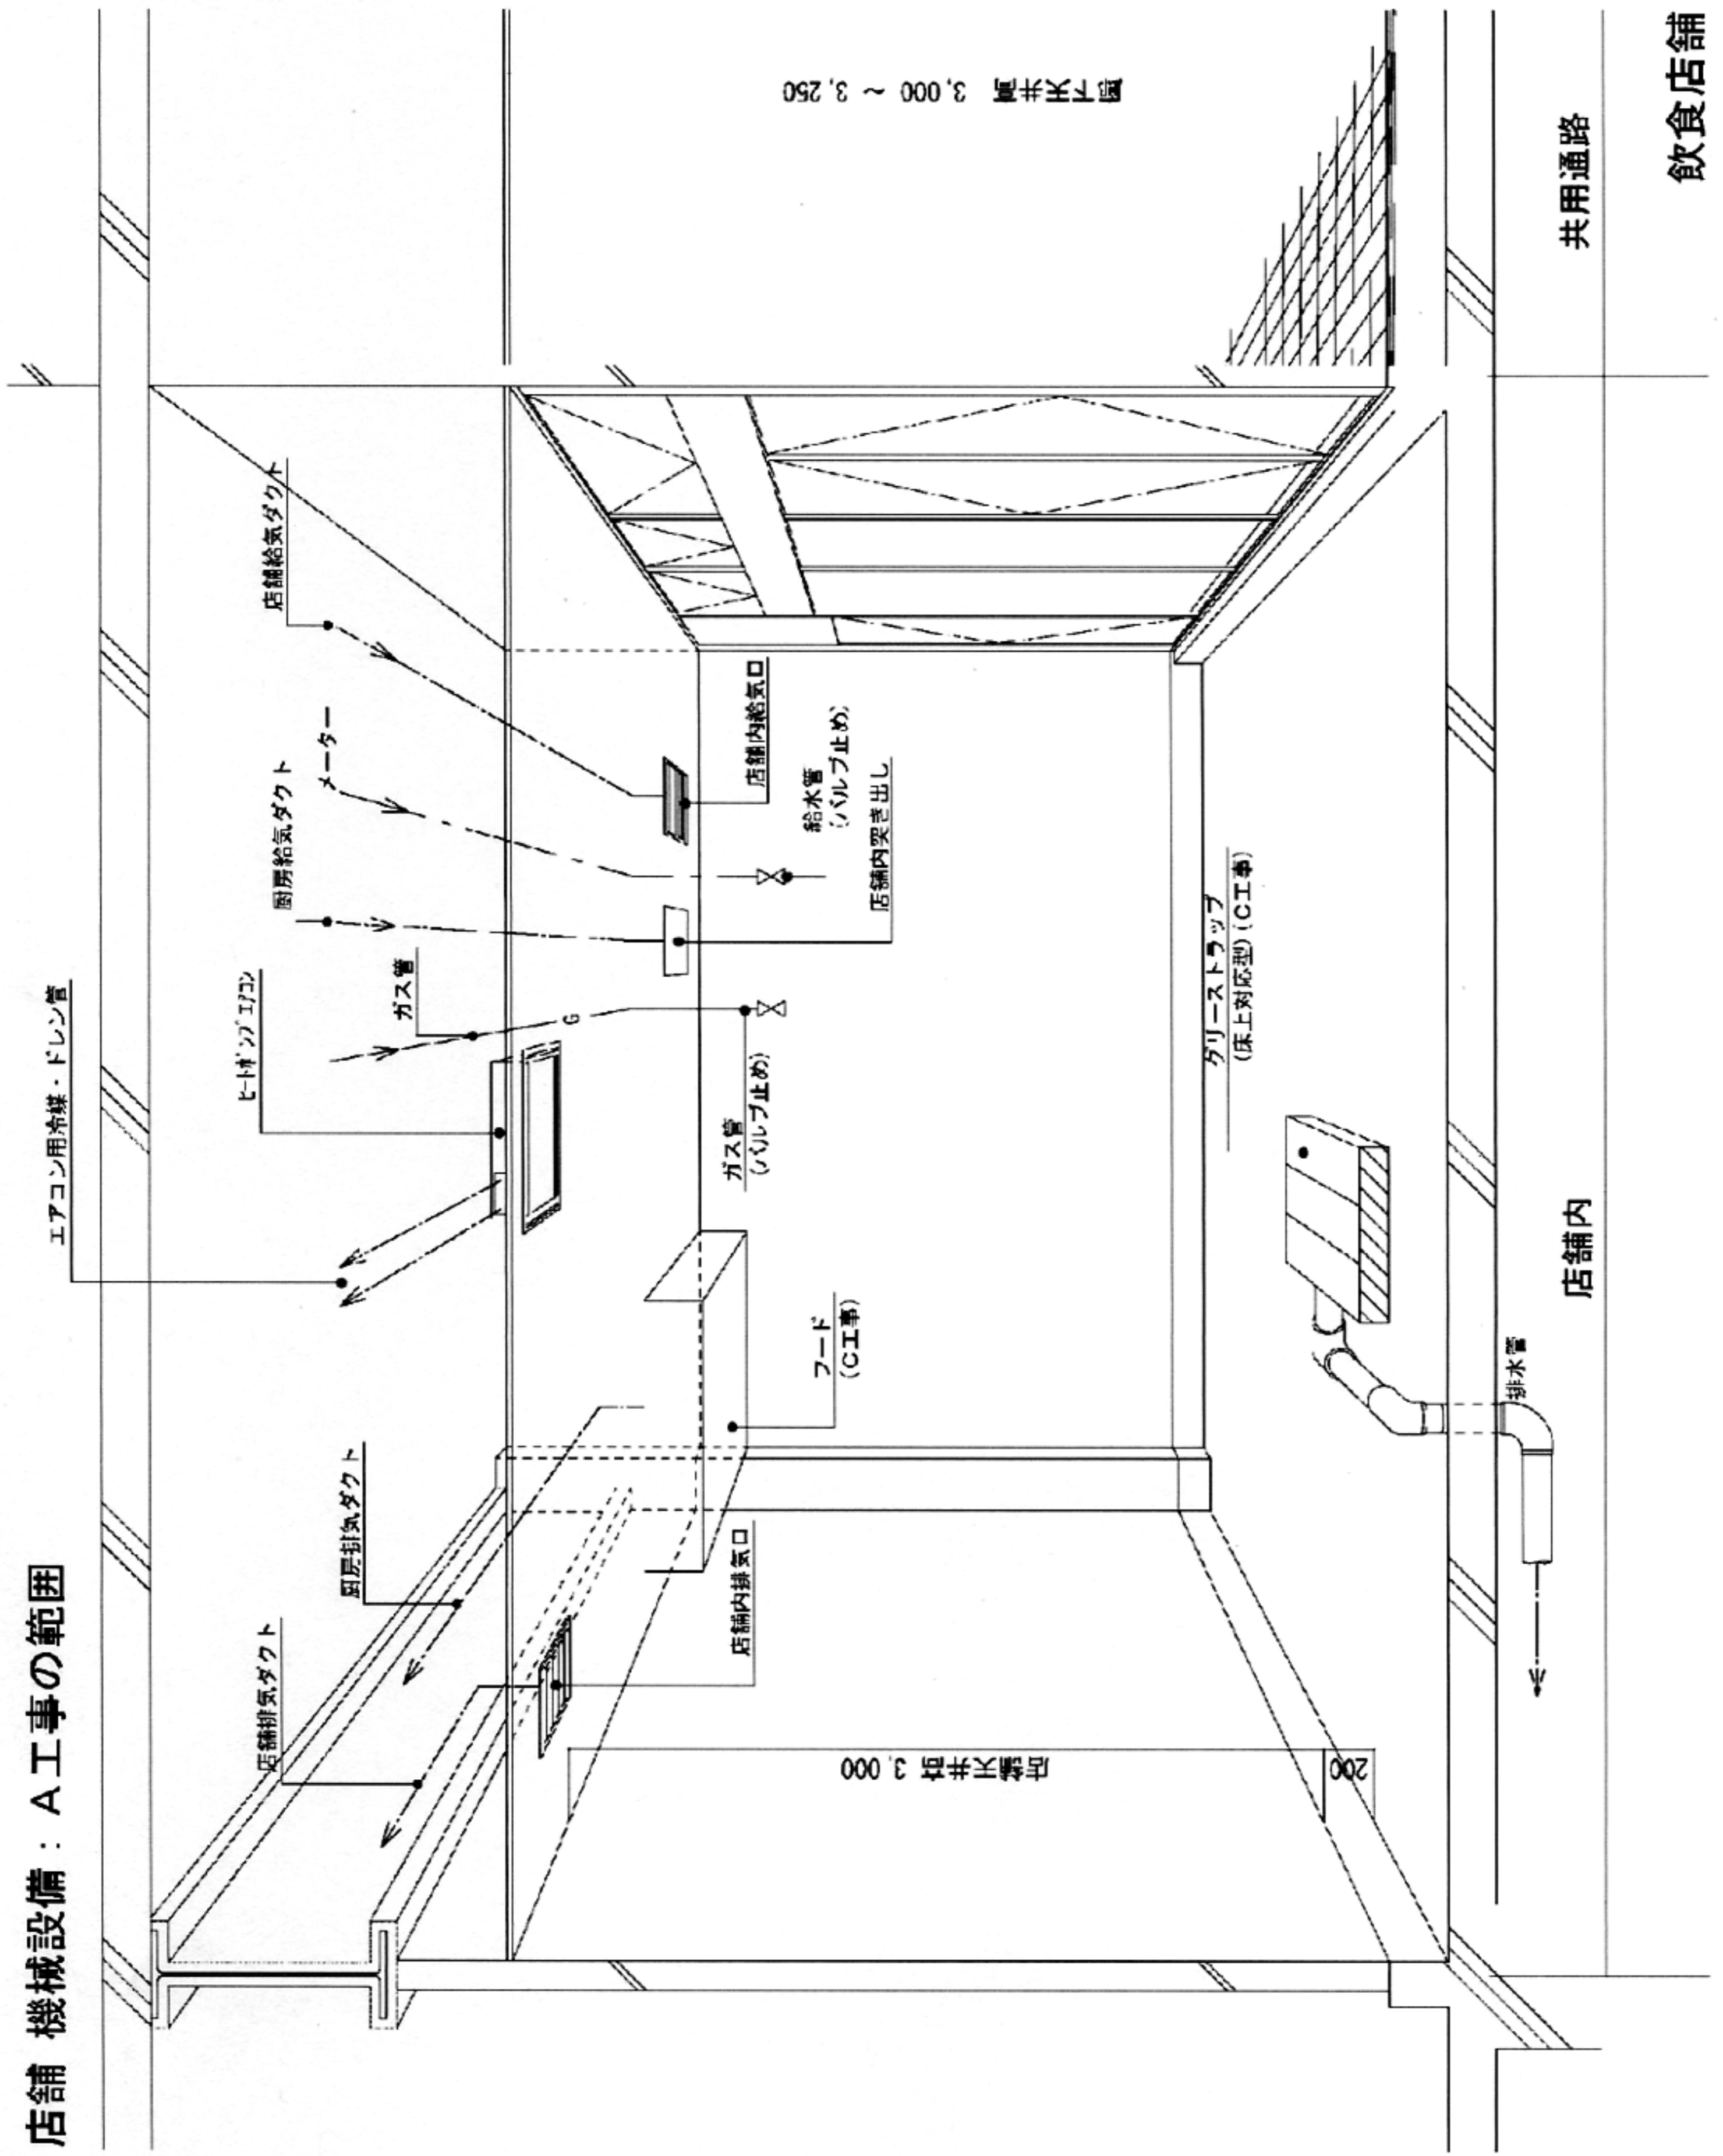 店舗 機械設備：A工事の範囲
エアコン用冷媒・ドレン管
店舗給気ダクト
メーター
厨房給気ダクト
ヒートポンプエアコン
ガス管
厨房排気ダクト
店舗排気ダクト
G
店舗内給気口
給水管
(バルブ止め)
店舗内突き出し
ガス管
(バルブ止め)
フード
(C工事)
店舗内排気口
廊下天井高 3,000 ～ 3,250
店舗天井高 3,000
200
グリーストラップ
(床上対応型)(C工事)
排水管
店舗内
共用通路
飲食店舗